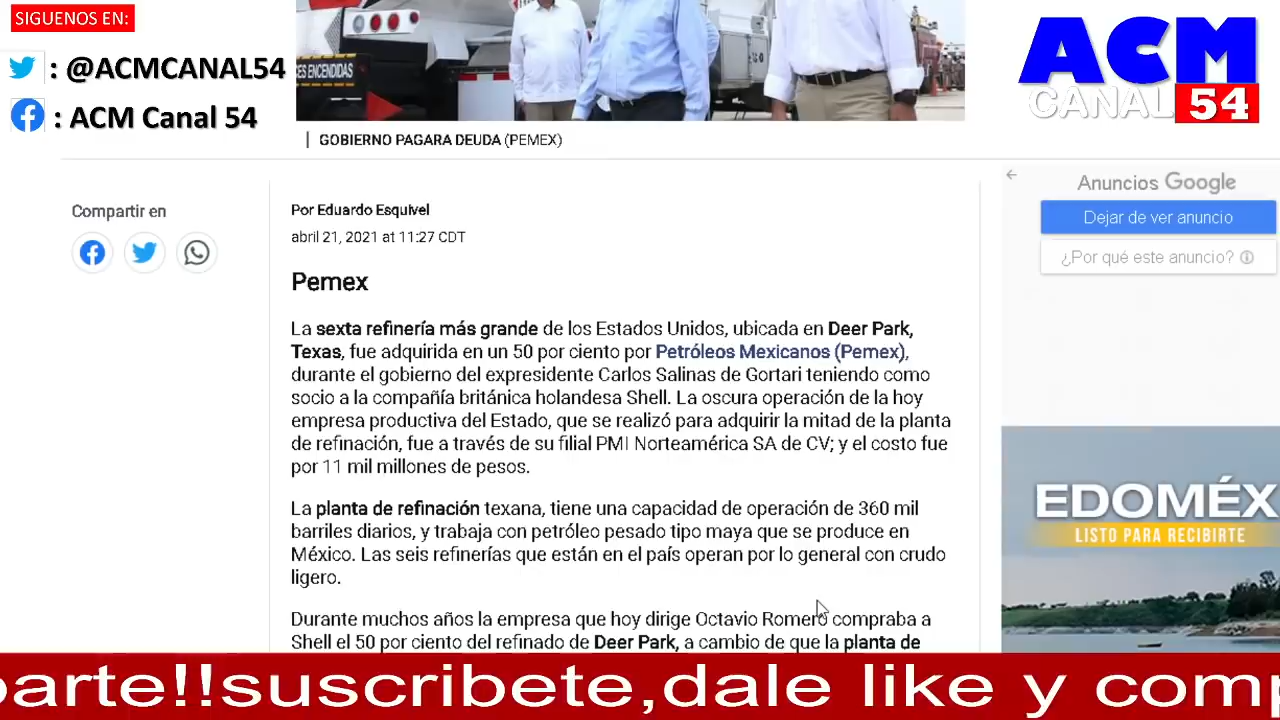 SIGUENOS EN:
: @ACMCANAL54
: ACM Canal 54
CES ENCENDIDAS
ACM
CANAL 54
GOBIERNO PAGARA DEUDA (PEMEX)
Compartir en
Por Eduardo Esquivel
abril 21, 2021 at 11:27 CDT
Pemex
La sexta refinería más grande de los Estados Unidos, ubicada en Deer Park,
Texas, fue adquirida en un 50 por ciento por Petróleos Mexicanos (Pemex),
durante el gobierno del expresidente Carlos Salinas de Gortari teniendo como
socio a la compañía británica holandesa Shell. La oscura operación de la hoy
empresa productiva del Estado, que se realizó para adquirir la mitad de la planta
de refinación, fue a través de su filial PMI Norteamérica SA de CV; y el costo fue
por 11 mil millones de pesos.
La planta de refinación texana, tiene una capacidad de operación de 360 mil
barriles diarios, y trabaja con petróleo pesado tipo maya que se produce en
México. Las seis refinerías que están en el país operan por lo general con crudo
ligero.
Durante muchos años la empresa que hoy dirige Octavio Romero compraba a
Shell el 50 por ciento del refinado de Deer Park, a cambio de que la planta de
Anuncios Google
Dejar de ver anuncio
¿Por qué este anuncio?
EDOMÉX
LISTO PARA RECIBIRTE
parte!!suscribete,dale like y comp